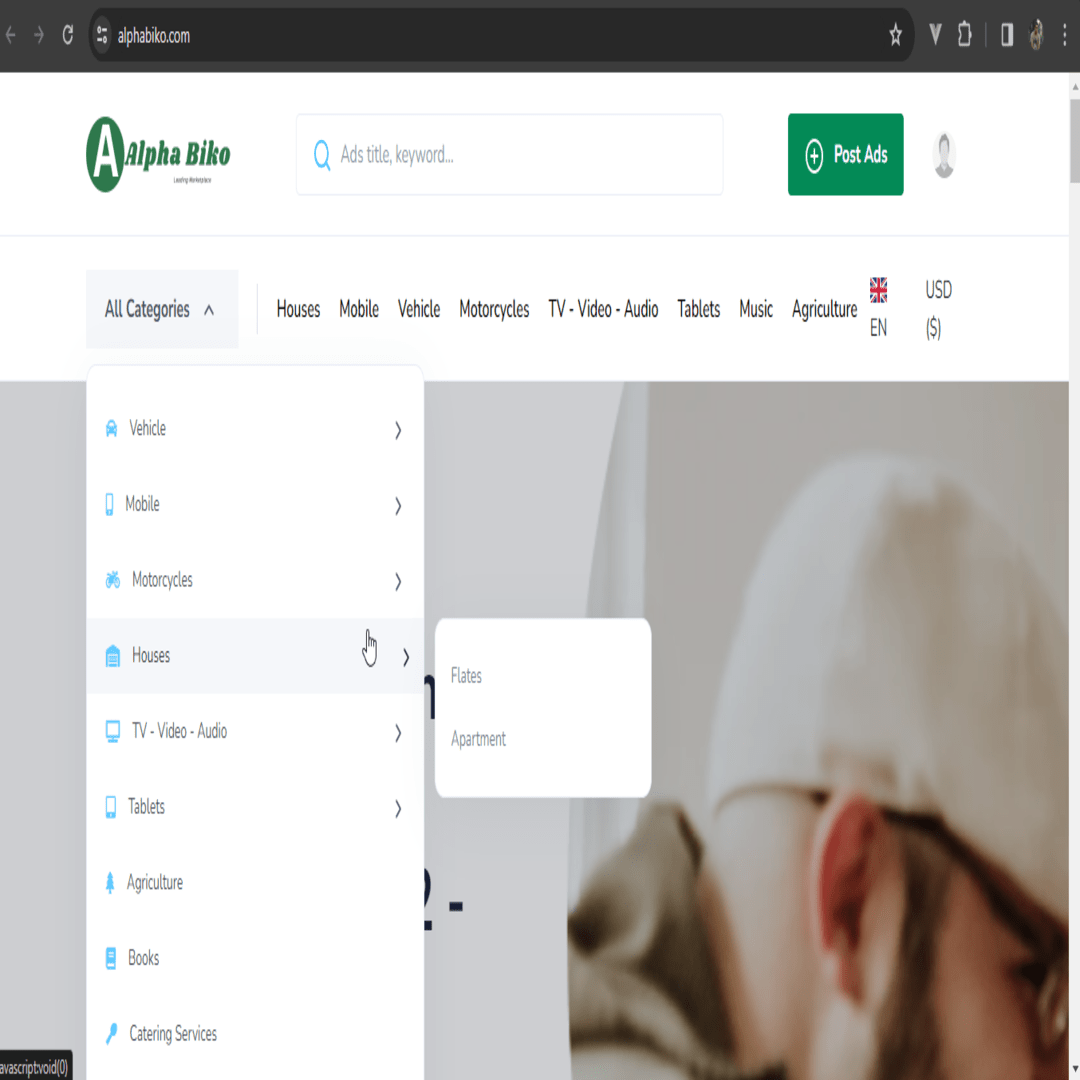 alphabiko.com
A Alpha Biko
Leading Marketplace
Ads title, keyword...
Post Ads
All Categories
Houses Mobile Vehicle Motorcycles TV - Video - Audio Tablets Music Agriculture
EN
USD
($)
Vehicle
Mobile
Motorcycles
Houses
Flates
Apartment
TV - Video - Audio
Tablets
Agriculture
Books
Catering Services
avascript:void(0)